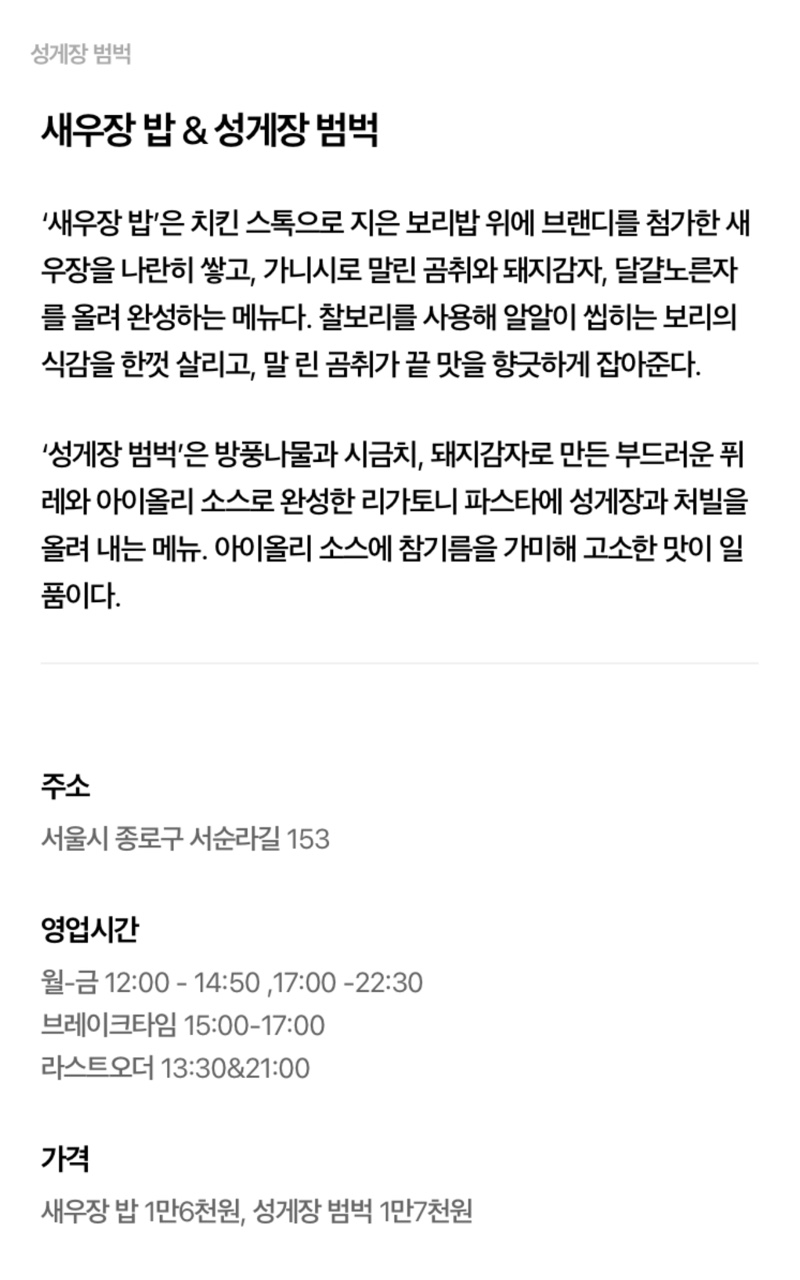 성게장 범벅
새우장 밥 & 성게장 범벅
‘새우장 밥’은 치킨 스톡으로 지은 보리밥 위에 브랜디를 첨가한 새
우장을 나란히 쌓고, 가니시로 말린 곰취와 돼지감자, 달걀노른자
를 올려 완성하는 메뉴다. 찰보리를 사용해 알알이 씹히는 보리의
식감을 한껏 살리고, 말 린 곰취가 끝 맛을 향긋하게 잡아준다.
‘성게장 범벅’은 방풍나물과 시금치, 돼지감자로 만든 부드러운 퓌
레와 아이올리 소스로 완성한 리가토니 파스타에 성게장과 처빌을
올려 내는 메뉴. 아이올리 소스에 참기름을 가미해 고소한 맛이 일
품이다.
주소
서울시 종로구 서순라길 153
영업시간
월-금 12:00 - 14:50 ,17:00 -22:30
브레이크타임 15:00-17:00
라스트오더 13:30&21:00
가격
새우장 밥 1만6천원, 성게장 범벅 1만7천원